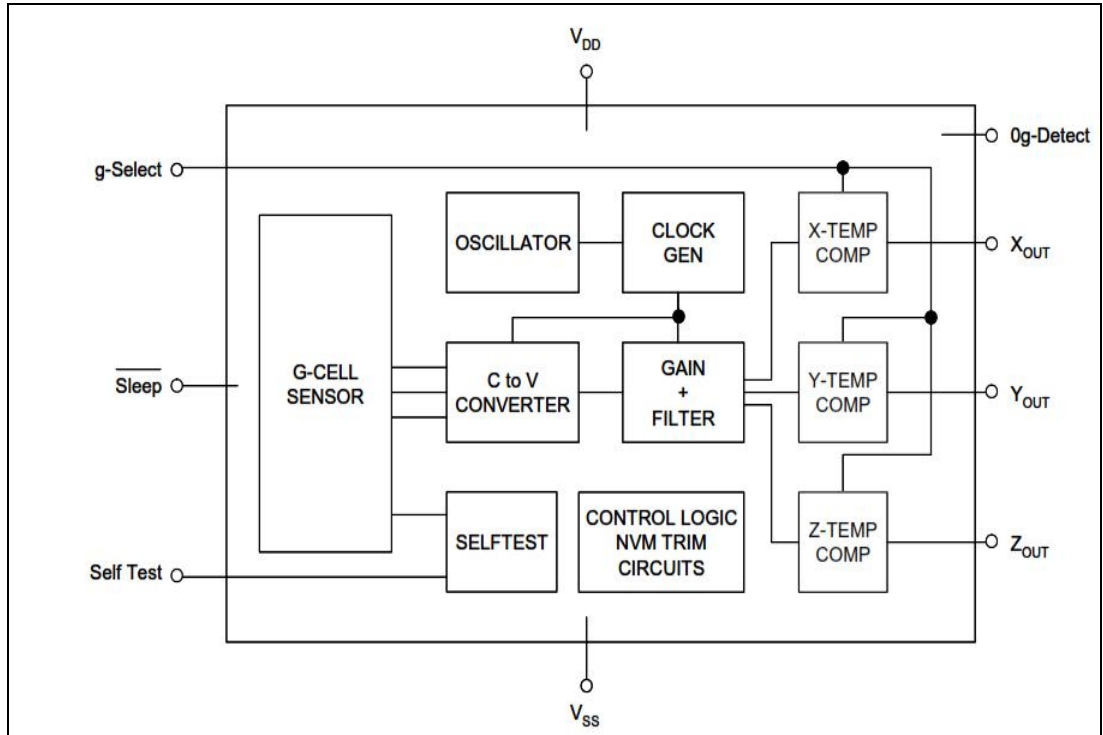 VDD
0g-Detect
g-Select
OSCILLATOR
CLOCK
GEN
X-TEMP
COMP
XOUT
G-CELL
SENSOR
Sleep
C to V
CONVERTER
GAIN
+
FILTER
Y-TEMP
COMP
YOUT
SELFTEST
CONTROL LOGIC
NVM TRIM
CIRCUITS
Z-TEMP
COMP
ZOUT
Self Test
VSS